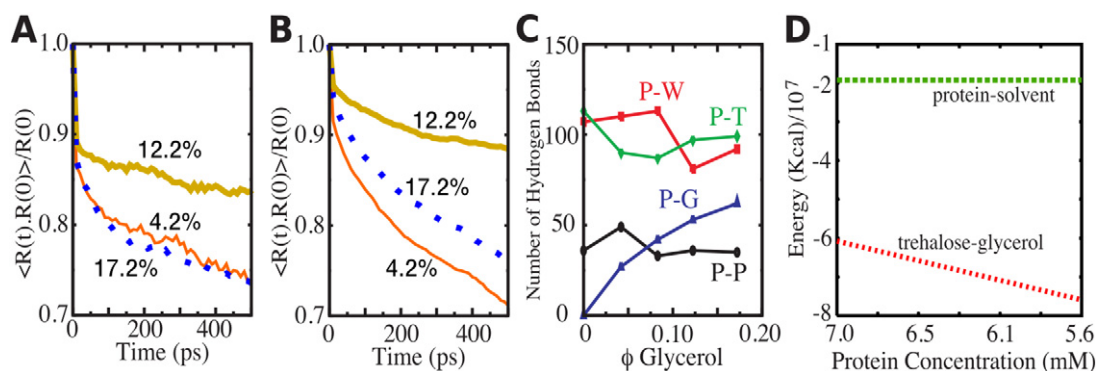 A
<R(t).R(0)>/R(0)
1.0
0.9
0.8
0.7
12.2%
4.2%
17.2%
0
200
400
Time (ps)
B
<R(t).R(0)>/R(0)
1.0
0.9
0.8
0.7
12.2%
17.2%
4.2%
0
200
400
Time (ps)
C
Number of Hydrogen Bonds
150
100
50
0
P-W
P-T
P-G
P-P
0
0.10
0.20
ϕ Glycerol
D
Energy (Kcal)/10⁷
-1
-2
-4
-6
-8
protein-solvent
trehalose-glycerol
7.0
6.5
6.1
5.6
Protein Concentration (mM)